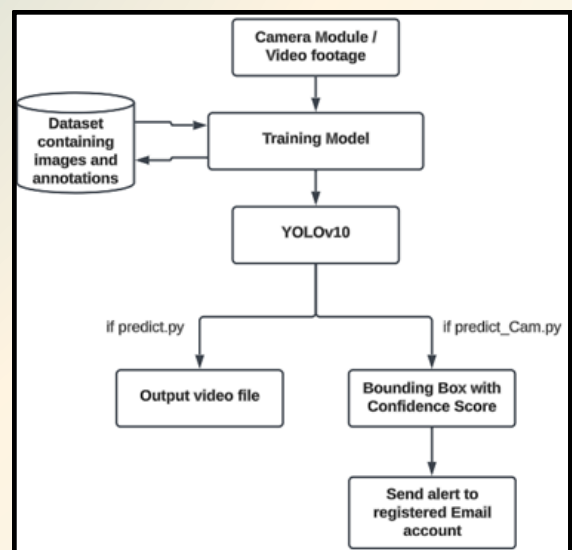 Camera Module /
Video footage
Dataset
containing
images and
annotations
Training Model
YOLOv10
if predict.py
if predict_Cam.py
Output video file
Bounding Box with
Confidence Score
Send alert to
registered Email
account